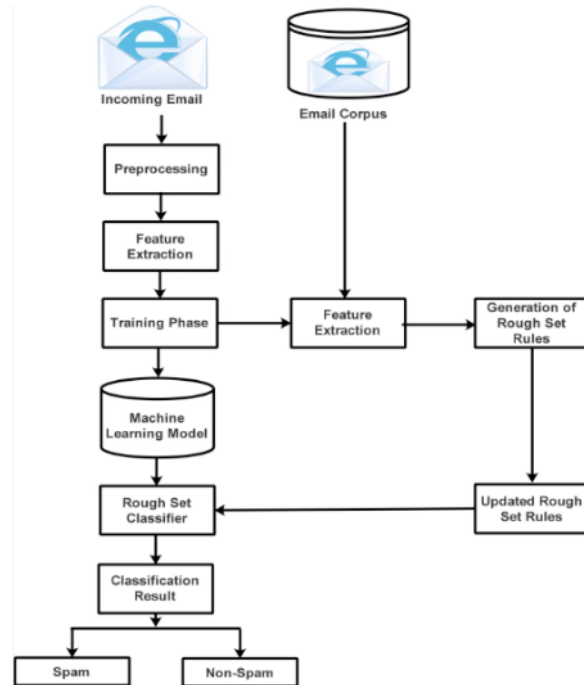 Incoming Email
Email Corpus
Preprocessing
Feature
Extraction
Training Phase
Feature
Extraction
Generation of
Rough Set
Rules
Machine
Learning Model
Rough Set
Classifier
Updated Rough
Set Rules
Classification
Result
Spam
Non-Spam